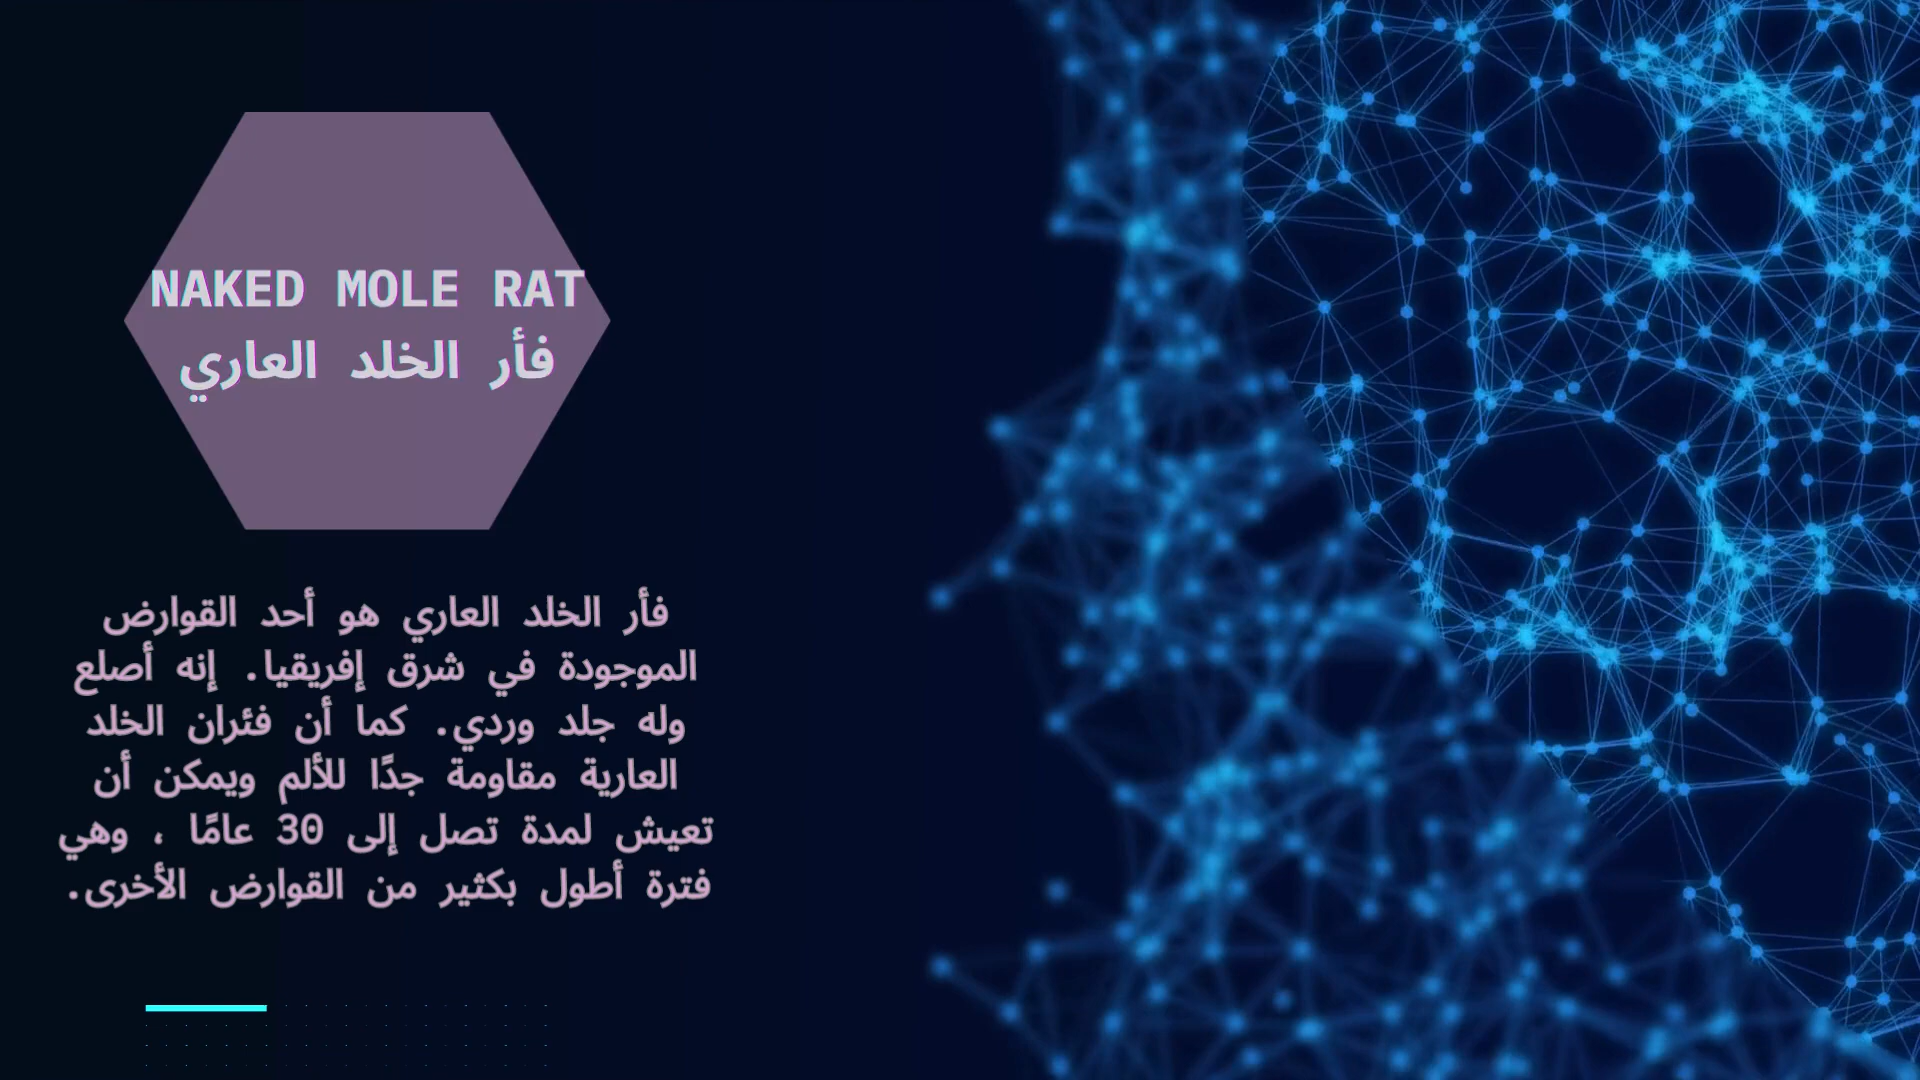 NAKED MOLE RAT
فأر الخلد العاري
فأر الخلد العاري هو أحد القوارض
الموجودة في شرق إفريقيا. إنه أصلع
وله جلد وردي. كما أن فئران الخلد
العارية مقاومة جدًا للألم ويمكن أن
تعيش لمدة تصل إلى 30 عامًا ، وهي
فترة أطول بكثير من القوارض الأخرى.